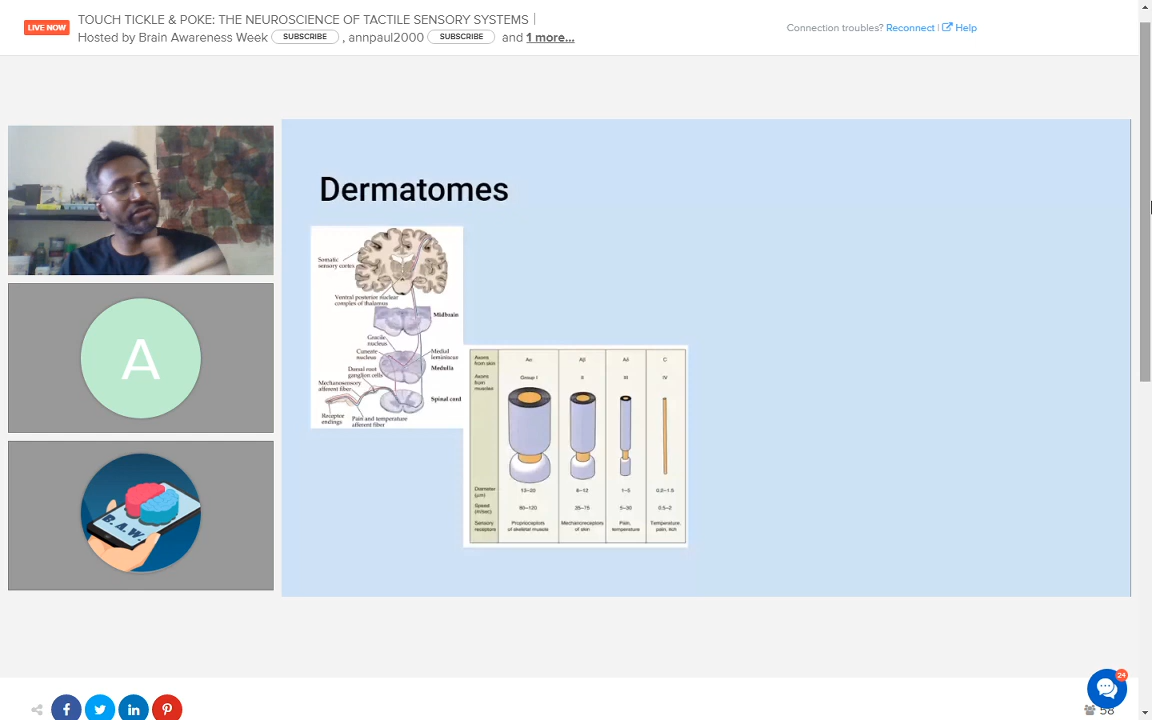 LIVE NOW
TOUCH TICKLE & POKE: THE NEUROSCIENCE OF TACTILE SENSORY SYSTEMS
Hosted by Brain Awareness Week SUBSCRIBE , annpaul2000 SUBSCRIBE and 1 more...
Connection troubles? Reconnect | Help
A
B.A.W.
Dermatomes
Somatic
sensory cortex
Ventral posterior nuclear
complex of thalamus
Midbrain
Gracile
nucleus
Cuneate
nucleus
Medial
lemniscus
Medulla
Dorsal root
ganglion cells
Mechanosensory
afferent fiber
Spinal cord
Receptor
endings
Pain and temperature
afferent fiber
Axons
from skin
Aα
Aβ
Aδ
C
Axons
from
muscles
Group I
II
III
IV
Diameter
(µm)
13–20
6–12
1–5
0.2–1.5
Speed
(m/sec)
80–120
35–75
5–30
0.5–2
Sensory
receptors
Proprioceptors
of skeletal muscle
Mechanoreceptors
of skin
Pain,
temperature
Temperature,
pain, itch
24
58